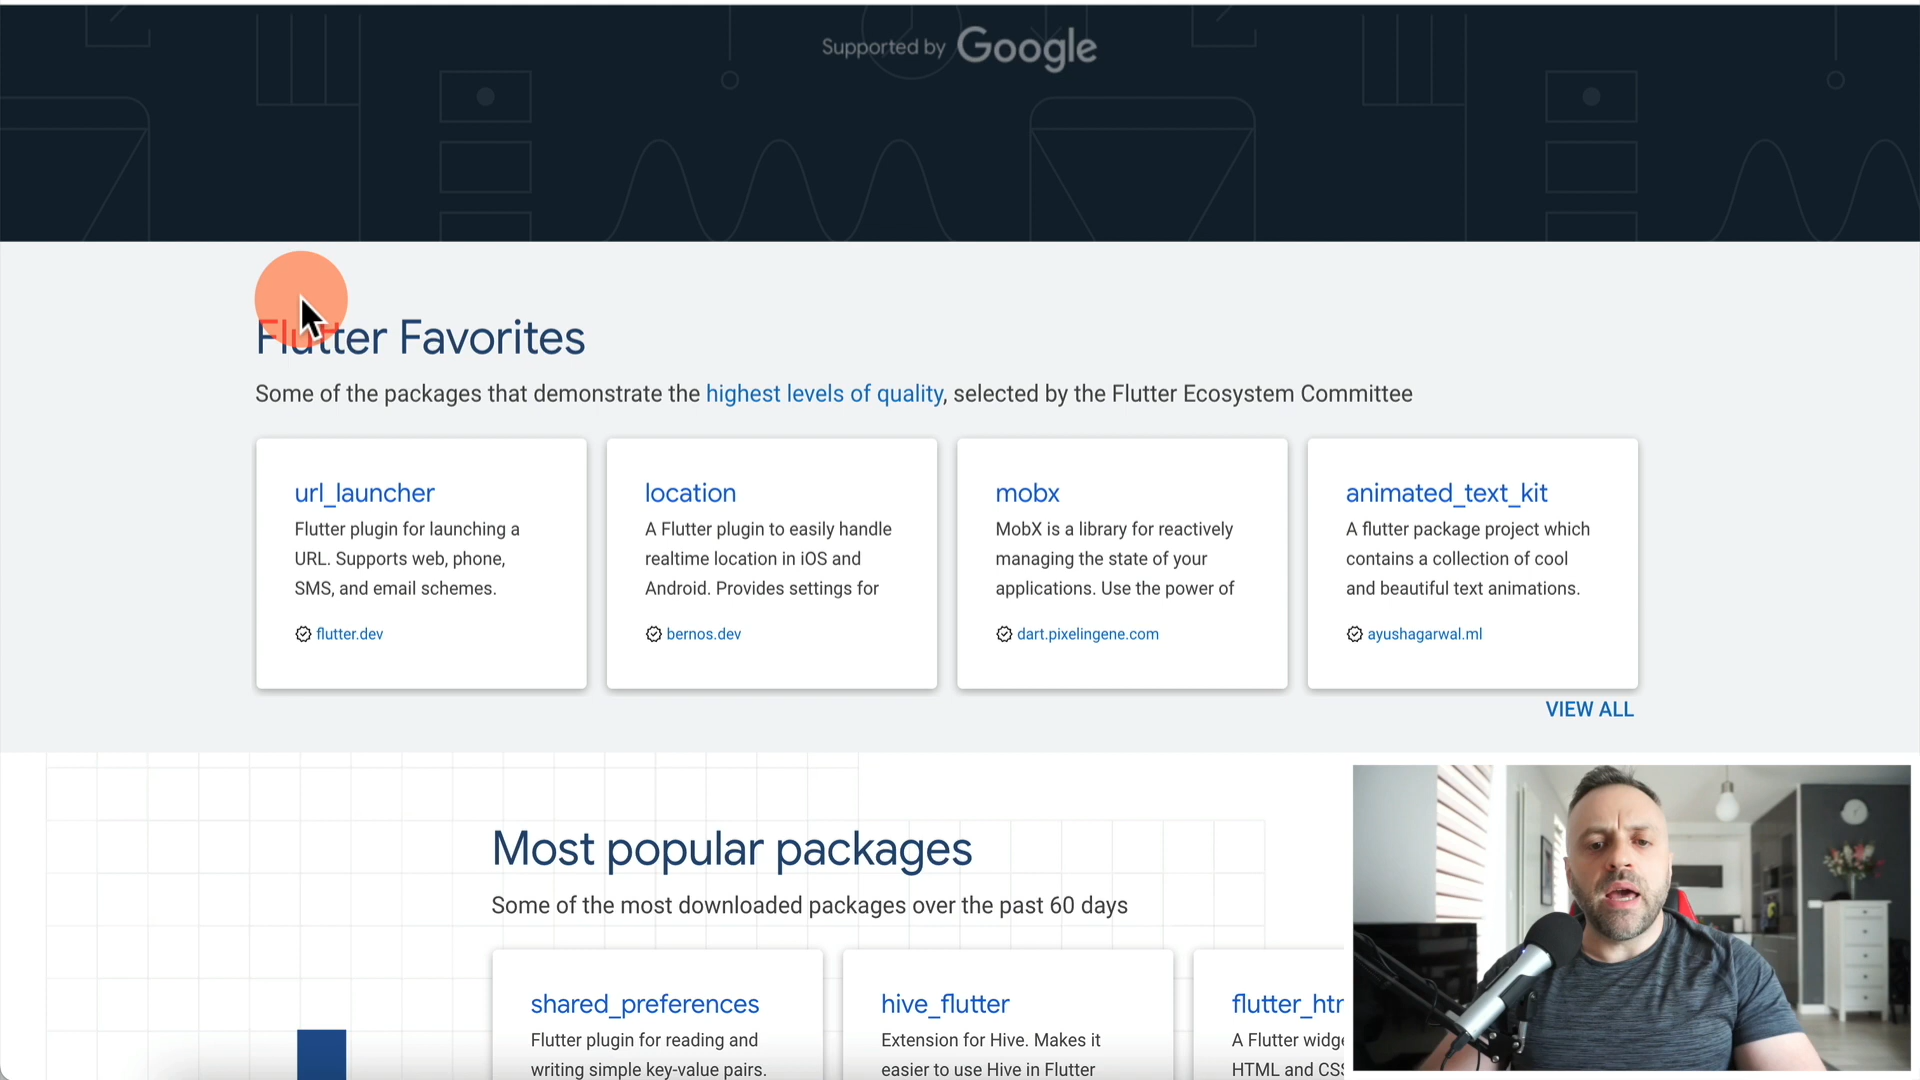 Supported by Google
Flutter Favorites
Some of the packages that demonstrate the highest levels of quality, selected by the Flutter Ecosystem Committee
url_launcher
Flutter plugin for launching a
URL. Supports web, phone,
SMS, and email schemes.
flutter.dev
location
A Flutter plugin to easily handle
realtime location in iOS and
Android. Provides settings for
bernos.dev
mobx
MobX is a library for reactively
managing the state of your
applications. Use the power of
dart.pixelingene.com
animated_text_kit
A flutter package project which
contains a collection of cool
and beautiful text animations.
ayushagarwal.ml
VIEW ALL
Most popular packages
Some of the most downloaded packages over the past 60 days
shared_preferences
Flutter plugin for reading and
writing simple key-value pairs.
hive_flutter
Extension for Hive. Makes it
easier to use Hive in Flutter
A Flutter
HTML and